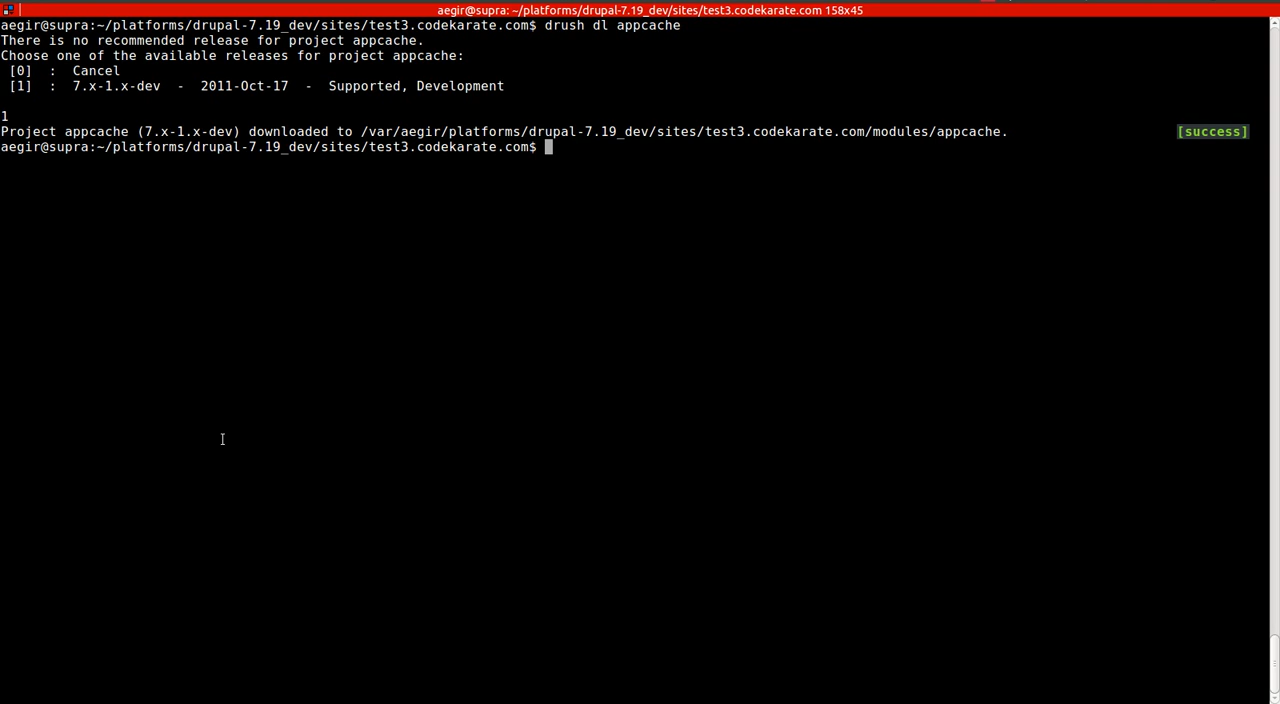 aegir@supra: ~/platforms/drupal-7.19_dev/sites/test3.codekarate.com 158x45
aegir@supra:~/platforms/drupal-7.19_dev/sites/test3.codekarate.com$ drush dl appcache
There is no recommended release for project appcache.
Choose one of the available releases for project appcache:
[0]  :  Cancel
[1]  :  7.x-1.x-dev  -  2011-Oct-17  -  Supported, Development
1
Project appcache (7.x-1.x-dev) downloaded to /var/aegir/platforms/drupal-7.19_dev/sites/test3.codekarate.com/modules/appcache. [success]
aegir@supra:~/platforms/drupal-7.19_dev/sites/test3.codekarate.com$